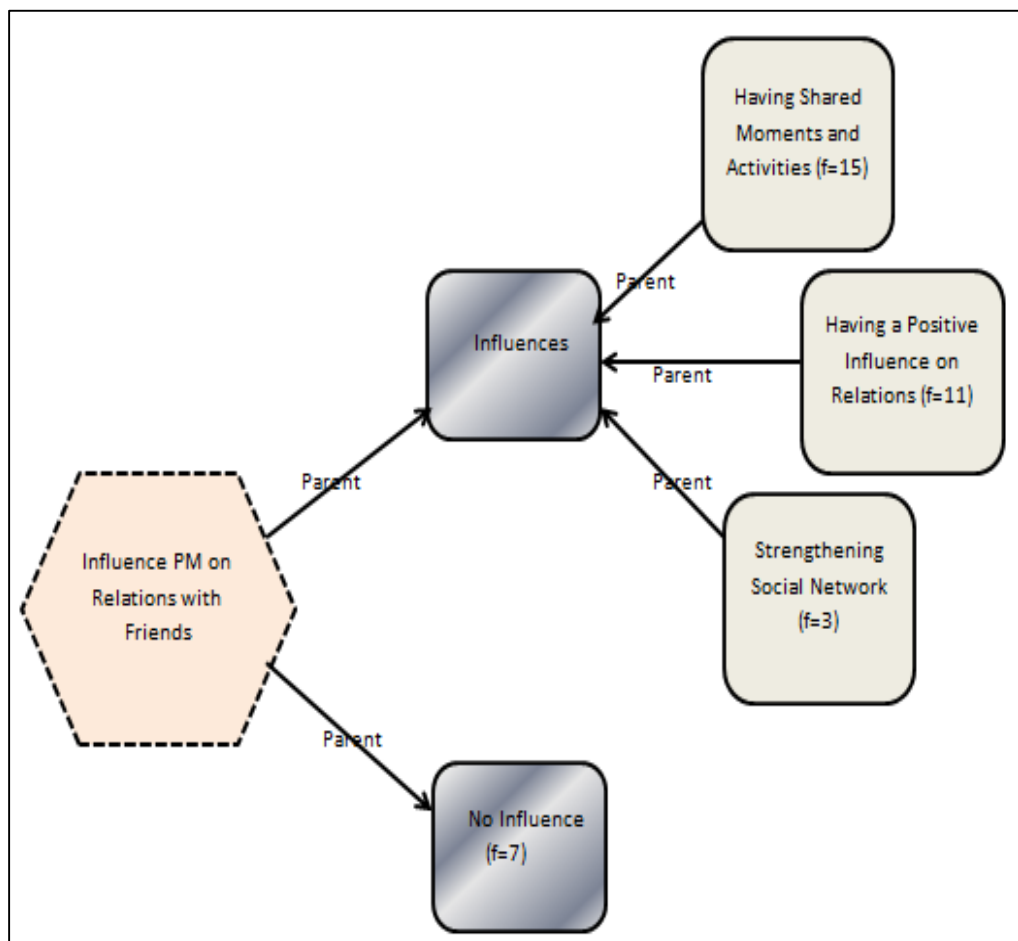 Having Shared
Moments and
Activities (f=15)
Parent
Influences
Having a Positive
Influence on
Relations (f=11)
Parent
Parent
Parent
Strengthening
Social Network
(f=3)
Influence PM on
Relations with
Friends
Parent
No Influence
(f=7)